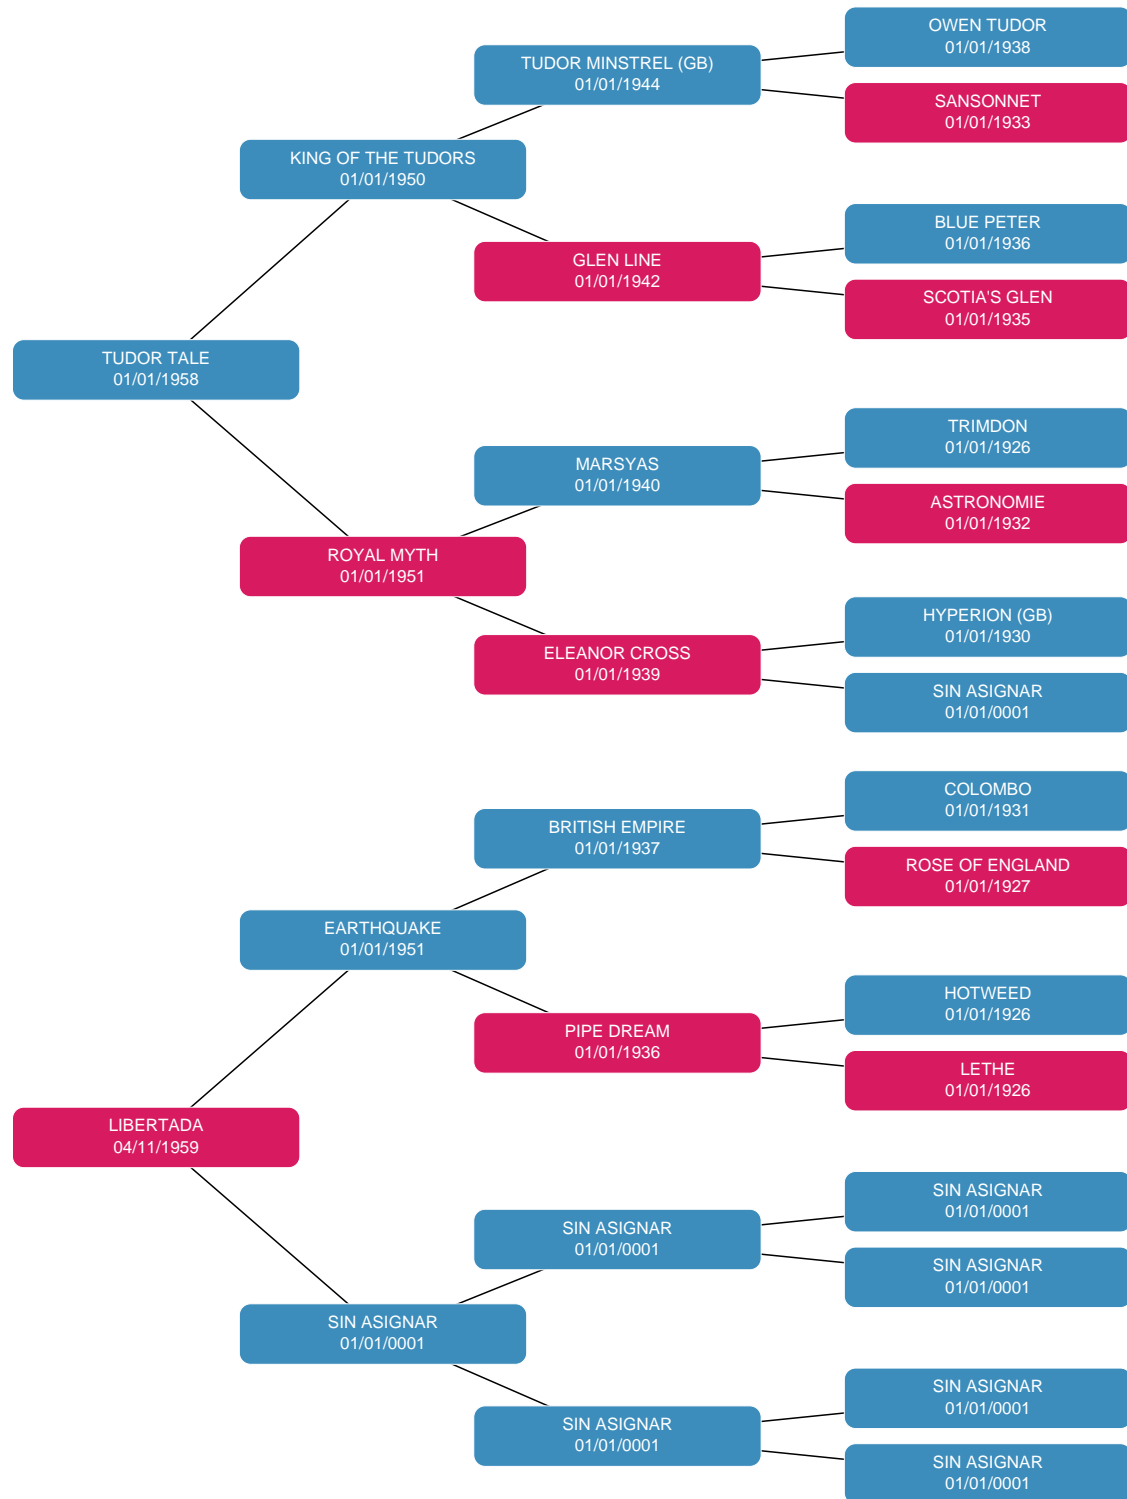 OWEN TUDOR
01/01/1938
TUDOR MINSTREL (GB)
01/01/1944
SANSONNET
01/01/1933
KING OF THE TUDORS
01/01/1950
BLUE PETER
01/01/1936
GLEN LINE
01/01/1942
SCOTIA'S GLEN
01/01/1935
TUDOR TALE
01/01/1958
TRIMDON
01/01/1926
MARSYAS
01/01/1940
ASTRONOMIE
01/01/1932
ROYAL MYTH
01/01/1951
HYPERION (GB)
01/01/1930
ELEANOR CROSS
01/01/1939
SIN ASIGNAR
01/01/0001
COLOMBO
01/01/1931
BRITISH EMPIRE
01/01/1937
ROSE OF ENGLAND
01/01/1927
EARTHQUAKE
01/01/1951
HOTWEED
01/01/1926
PIPE DREAM
01/01/1936
LETHE
01/01/1926
LIBERTADA
04/11/1959
SIN ASIGNAR
01/01/0001
SIN ASIGNAR
01/01/0001
SIN ASIGNAR
01/01/0001
SIN ASIGNAR
01/01/0001
SIN ASIGNAR
01/01/0001
SIN ASIGNAR
01/01/0001
SIN ASIGNAR
01/01/0001